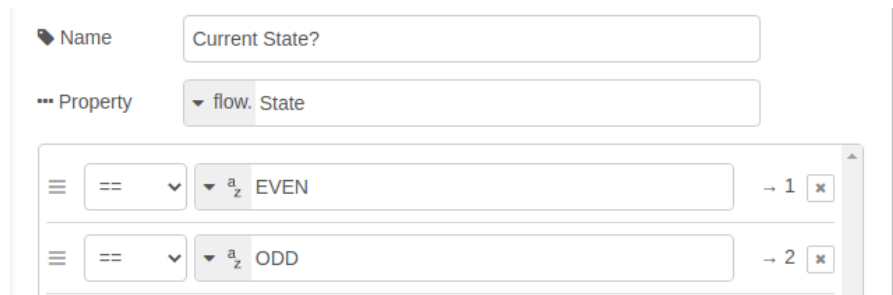 Name Current State?
Property flow. State
== az EVEN → 1
== az ODD → 2